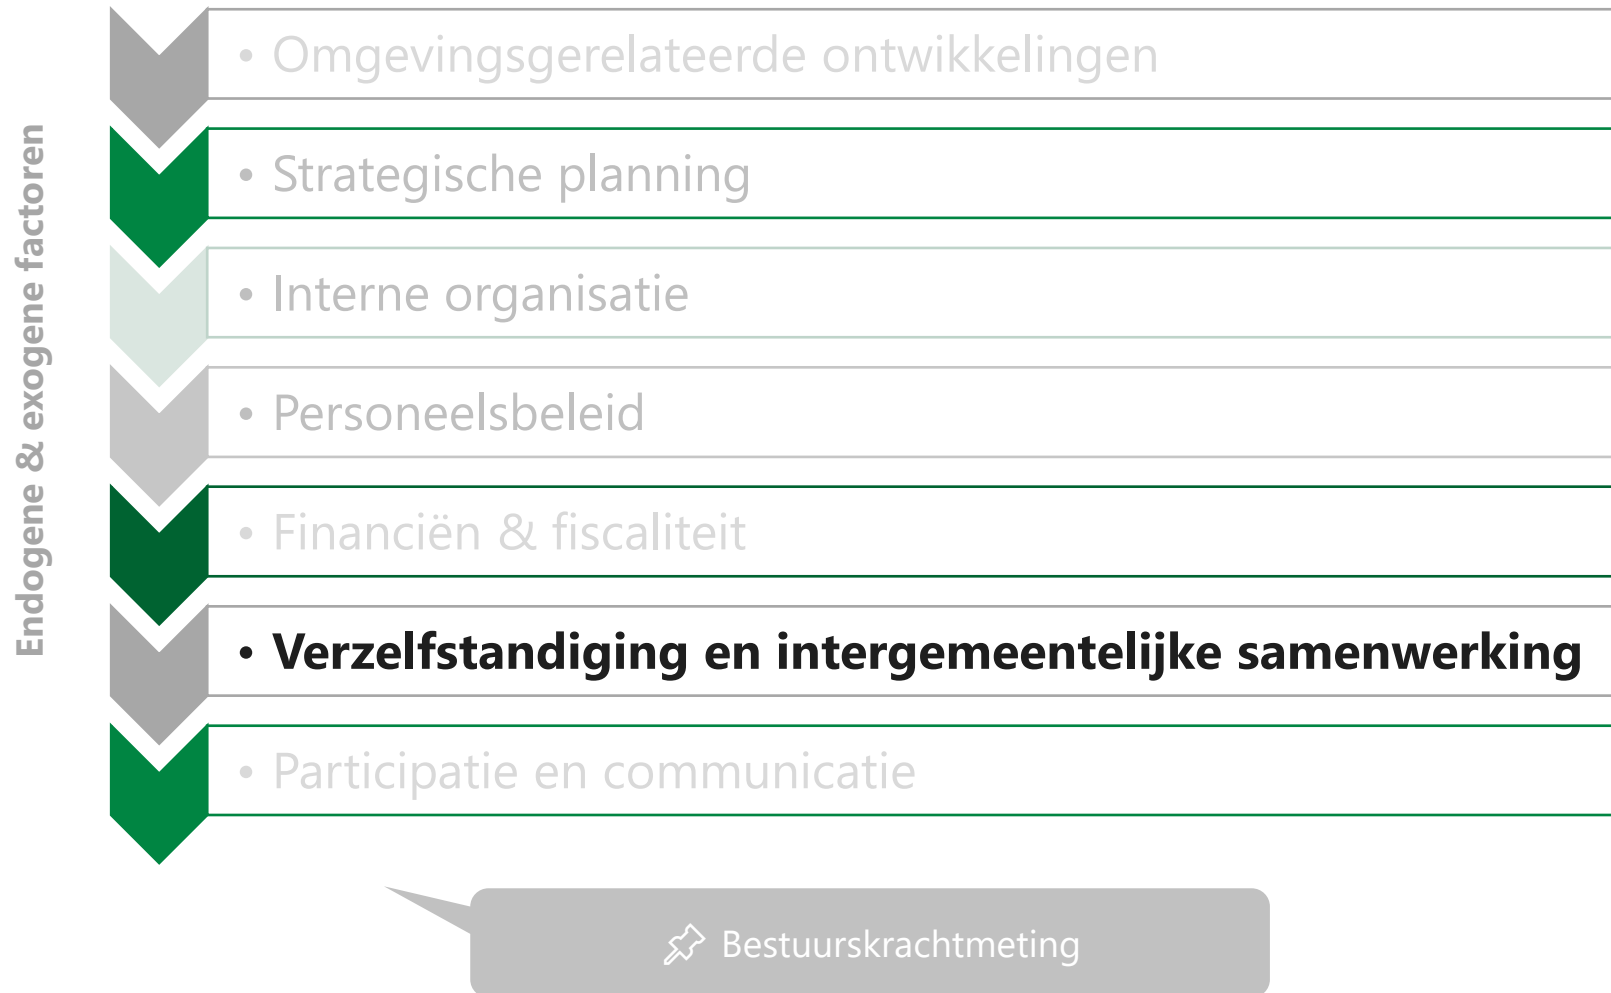 Endogene & exogene factoren
• Omgevingsgerelateerde ontwikkelingen
• Strategische planning
• Interne organisatie
• Personeelsbeleid
• Financiën & fiscaliteit
• Verzelfstandiging en intergemeentelijke samenwerking
• Participatie en communicatie
Bestuurskrachtmeting